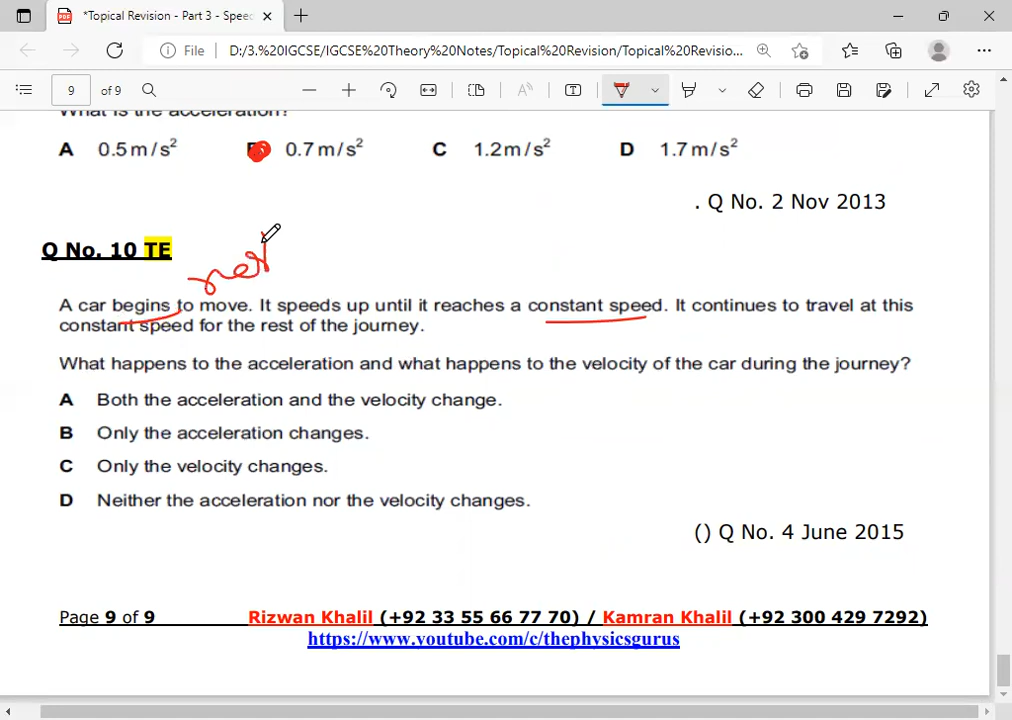 *Topical Revision - Part 3 - Spee
File
D:/3.%20IGCSE/IGCSE%20Theory%20Notes/Topical%20Revision/Topical%20Revisio...
9 of 9
What is the acceleration?
A 0.5 m/s² 0.7 m/s² C 1.2 m/s² D 1.7 m/s²
. Q No. 2 Nov 2013
Q No. 10 TE
A car begins to move. It speeds up until it reaches a constant speed. It continues to travel at this
constant speed for the rest of the journey.
What happens to the acceleration and what happens to the velocity of the car during the journey?
A Both the acceleration and the velocity change.
B Only the acceleration changes.
C Only the velocity changes.
D Neither the acceleration nor the velocity changes.
() Q No. 4 June 2015
Page 9 of 9 Rizwan Khalil (+92 33 55 66 77 70) / Kamran Khalil (+92 300 429 7292)
https://www.youtube.com/c/thephysicsgurus